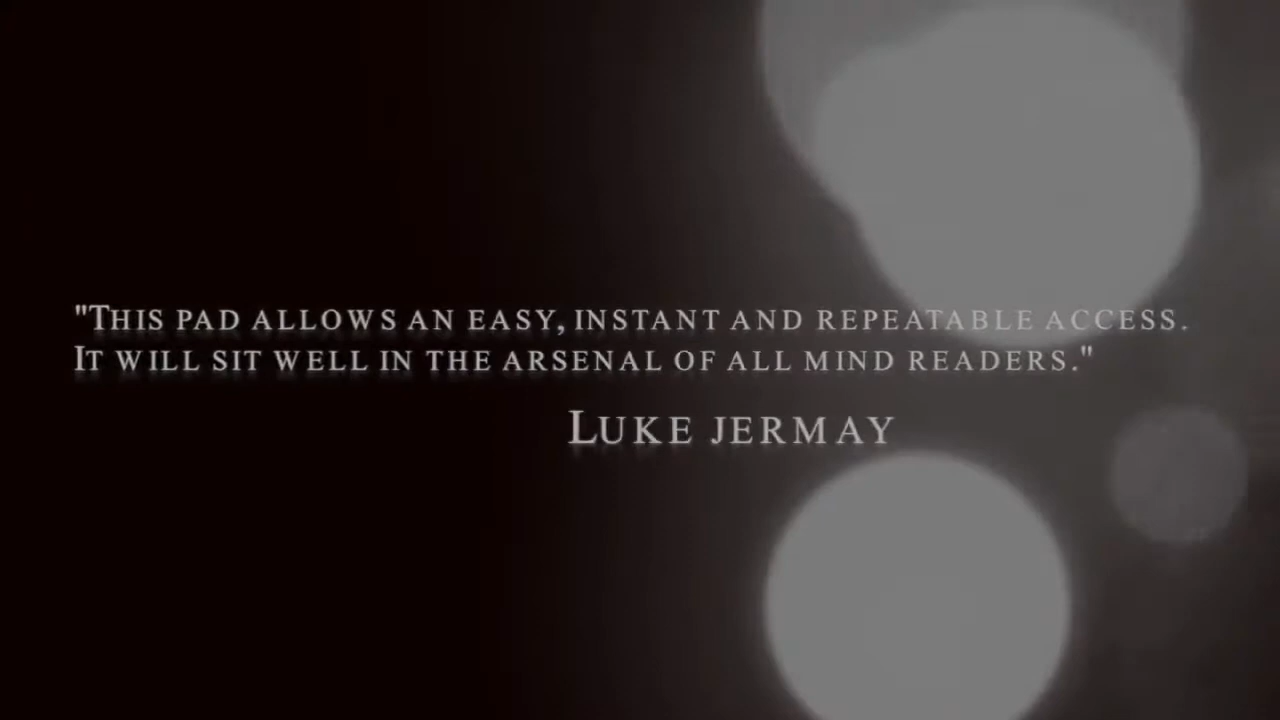 "THIS PAD ALLOWS AN EASY, INSTANT AND REPEATABLE ACCESS.
IT WILL SIT WELL IN THE ARSENAL OF ALL MIND READERS."
LUKE JERMAY